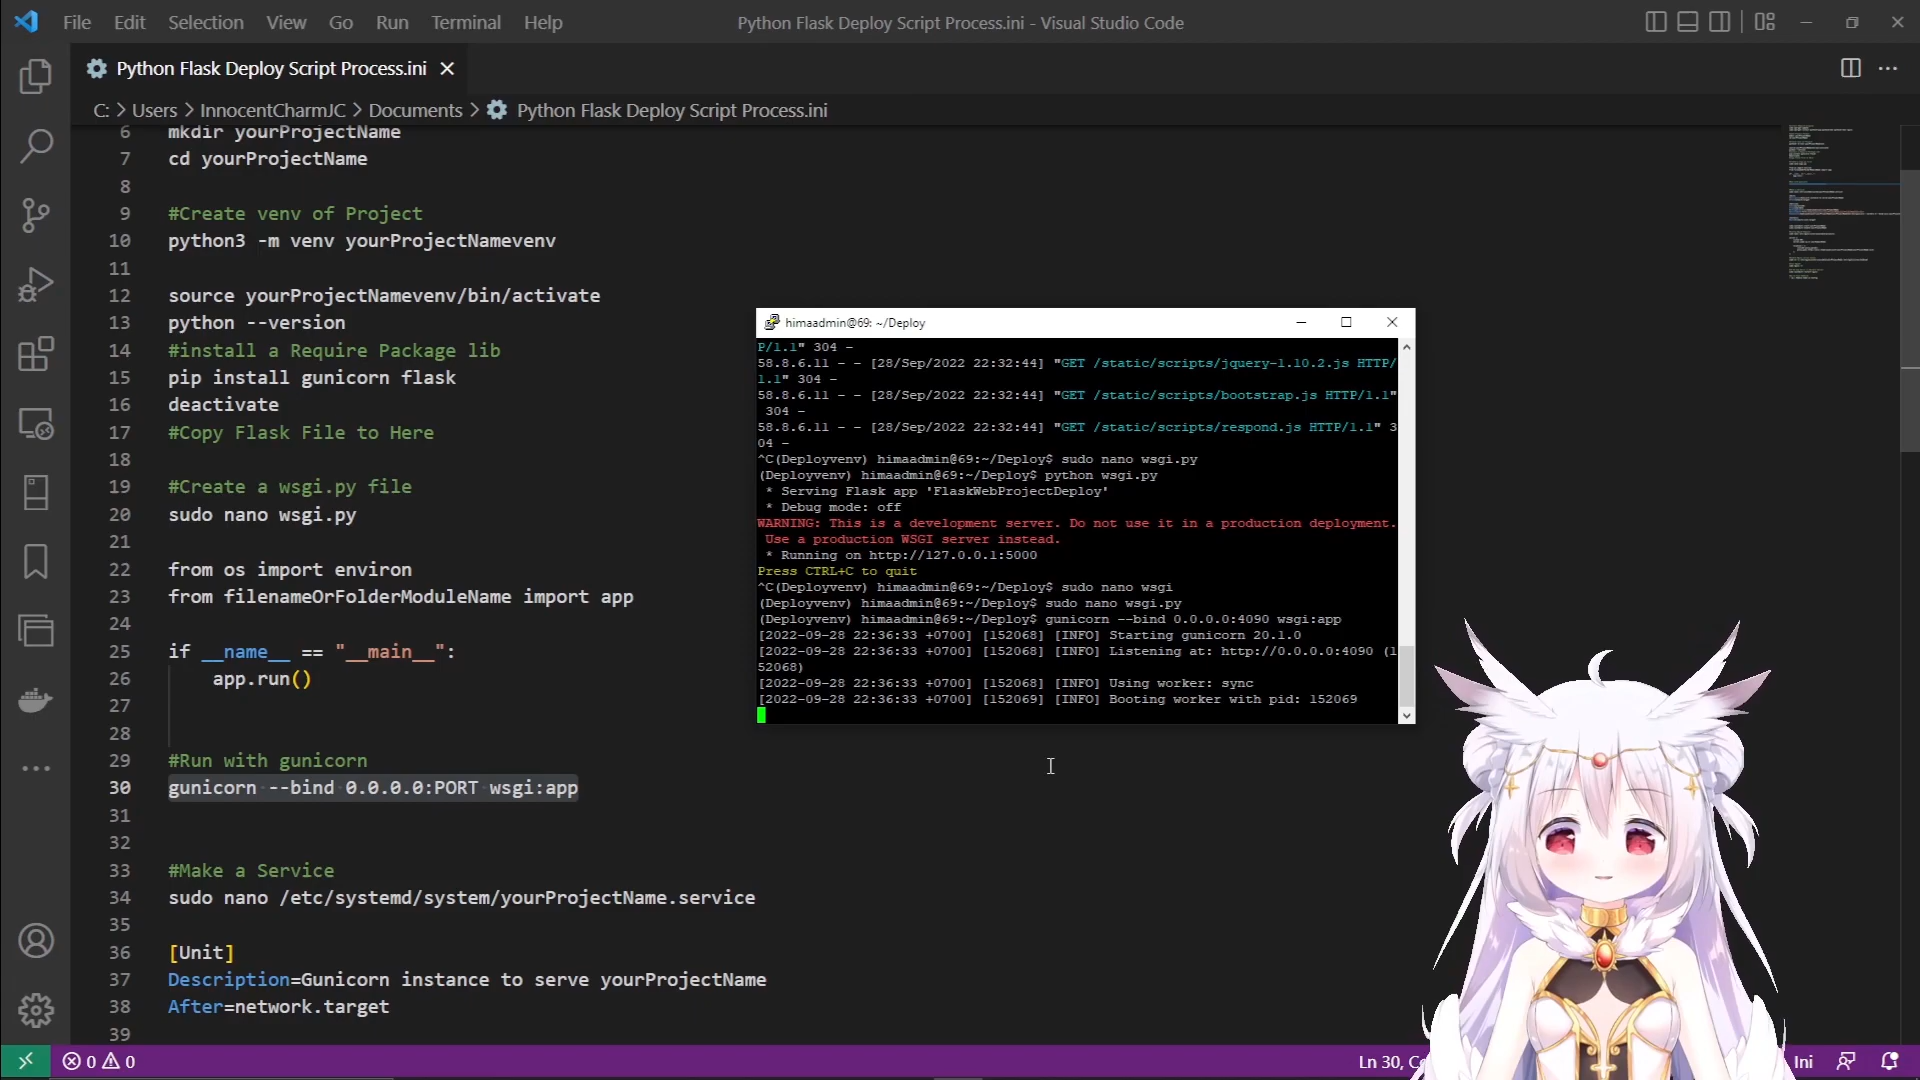 File Edit Selection View Go Run Terminal Help
Python Flask Deploy Script Process.ini - Visual Studio Code
Python Flask Deploy Script Process.ini
C: > Users > InnocentCharmJC > Documents > Python Flask Deploy Script Process.ini
6 mkdir yourProjectName
7 cd yourProjectName
8
9 #Create venv of Project
10 python3 -m venv yourProjectNamevenv
11
12 source yourProjectNamevenv/bin/activate
13 python --version
14 #install a Require Package lib
15 pip install gunicorn flask
16 deactivate
17 #Copy Flask File to Here
18
19 #Create a wsgi.py file
20 sudo nano wsgi.py
21
22 from os import environ
23 from filenameOrFolderModuleName import app
24
25 if __name__ == "__main__":
26 app.run()
27
28
29 #Run with gunicorn
30 gunicorn --bind 0.0.0.0:PORT wsgi:app
31
32
33 #Make a Service
34 sudo nano /etc/systemd/system/yourProjectName.service
35
36 [Unit]
37 Description=Gunicorn instance to serve yourProjectName
38 After=network.target
39
himaadmin@69: ~/Deploy
P/1.1" 304 -
58.8.6.11 - - [28/Sep/2022 22:32:44] "GET /static/scripts/jquery-1.10.2.js HTTP/
1.1" 304 -
58.8.6.11 - - [28/Sep/2022 22:32:44] "GET /static/scripts/bootstrap.js HTTP/1.1"
304 -
58.8.6.11 - - [28/Sep/2022 22:32:44] "GET /static/scripts/respond.js HTTP/1.1" 3
04 -
^C(Deployvenv) himaadmin@69:~/Deploy$ sudo nano wsgi.py
(Deployvenv) himaadmin@69:~/Deploy$ python wsgi.py
* Serving Flask app 'FlaskWebProjectDeploy'
* Debug mode: off
WARNING: This is a development server. Do not use it in a production deployment.
Use a production WSGI server instead.
* Running on http://127.0.0.1:5000
Press CTRL+C to quit
^C(Deployvenv) himaadmin@69:~/Deploy$ sudo nano wsgi
(Deployvenv) himaadmin@69:~/Deploy$ sudo nano wsgi.py
(Deployvenv) himaadmin@69:~/Deploy$ gunicorn --bind 0.0.0.0:4090 wsgi:app
[2022-09-28 22:36:33 +0700] [152068] [INFO] Starting gunicorn 20.1.0
[2022-09-28 22:36:33 +0700] [152068] [INFO] Listening at: http://0.0.0.0:4090 (1
52068)
[2022-09-28 22:36:33 +0700] [152068] [INFO] Using worker: sync
[2022-09-28 22:36:33 +0700] [152069] [INFO] Booting worker with pid: 152069
0 0
Ln 30,
Ini